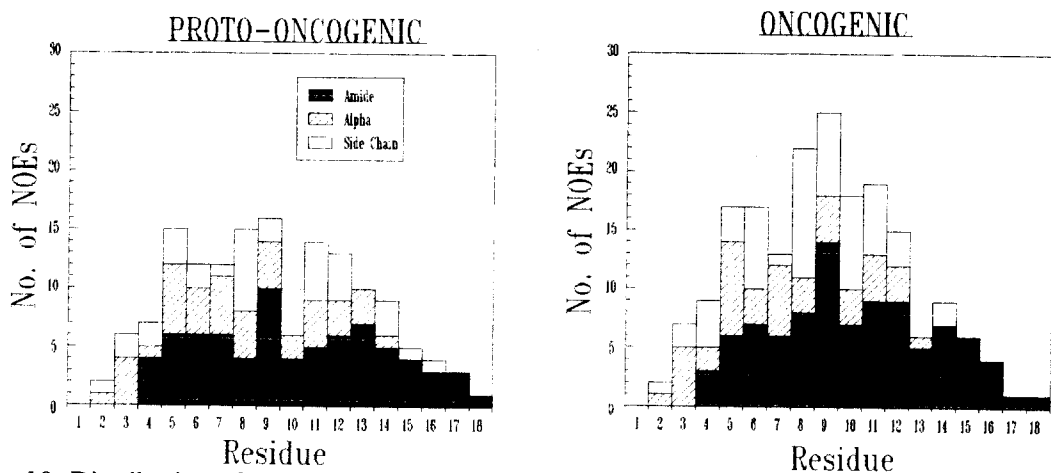 PROTO-ONCOGENIC
30
25
20
15
10
5
0
No. of NOEs
Amide
Alpha
Side Chain
1 2 3 4 5 6 7 8 9 10 11 12 13 14 15 16 17 18
Residue
ONCOGENIC
30
25
20
15
10
5
0
No. of NOEs
1 2 3 4 5 6 7 8 9 10 11 12 13 14 15 16 17 18
Residue